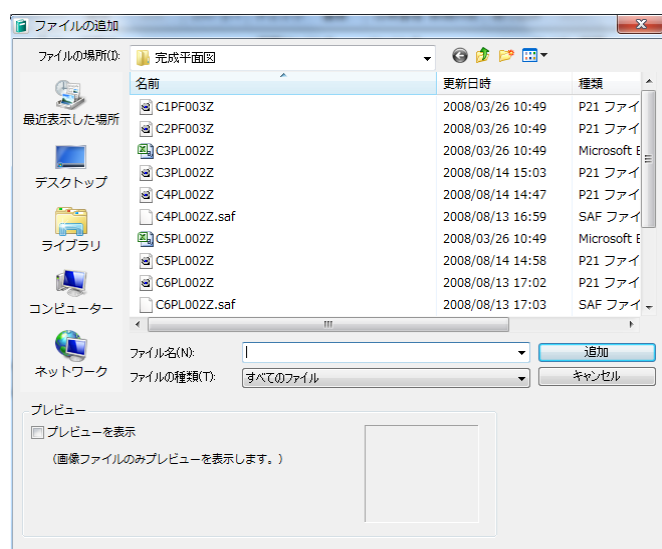 ファイルの追加
ファイルの場所(I):
完成平面図
最近表示した場所
デスクトップ
ライブラリ
コンピューター
ネットワーク
名前 更新日時 種類
C1PF003Z 2008/03/26 10:49 P21 ファイ
C2PF003Z 2008/03/26 10:49 P21 ファイ
C3PL002Z 2008/03/26 10:49 Microsoft E
C3PL002Z 2008/08/14 15:03 P21 ファイ
C4PL002Z 2008/08/14 14:47 P21 ファイ
C4PL002Z.saf 2008/08/13 16:59 SAF ファイ
C5PL002Z 2008/03/26 10:49 Microsoft E
C5PL002Z 2008/08/14 14:58 P21 ファイ
C6PL002Z 2008/08/13 17:02 P21 ファイ
C6PL002Z.saf 2008/08/13 17:03 SAF ファイ
ファイル名(N):
追加
ファイルの種類(T): すべてのファイル
キャンセル
プレビュー
プレビューを表示
(画像ファイルのみプレビューを表示します。)